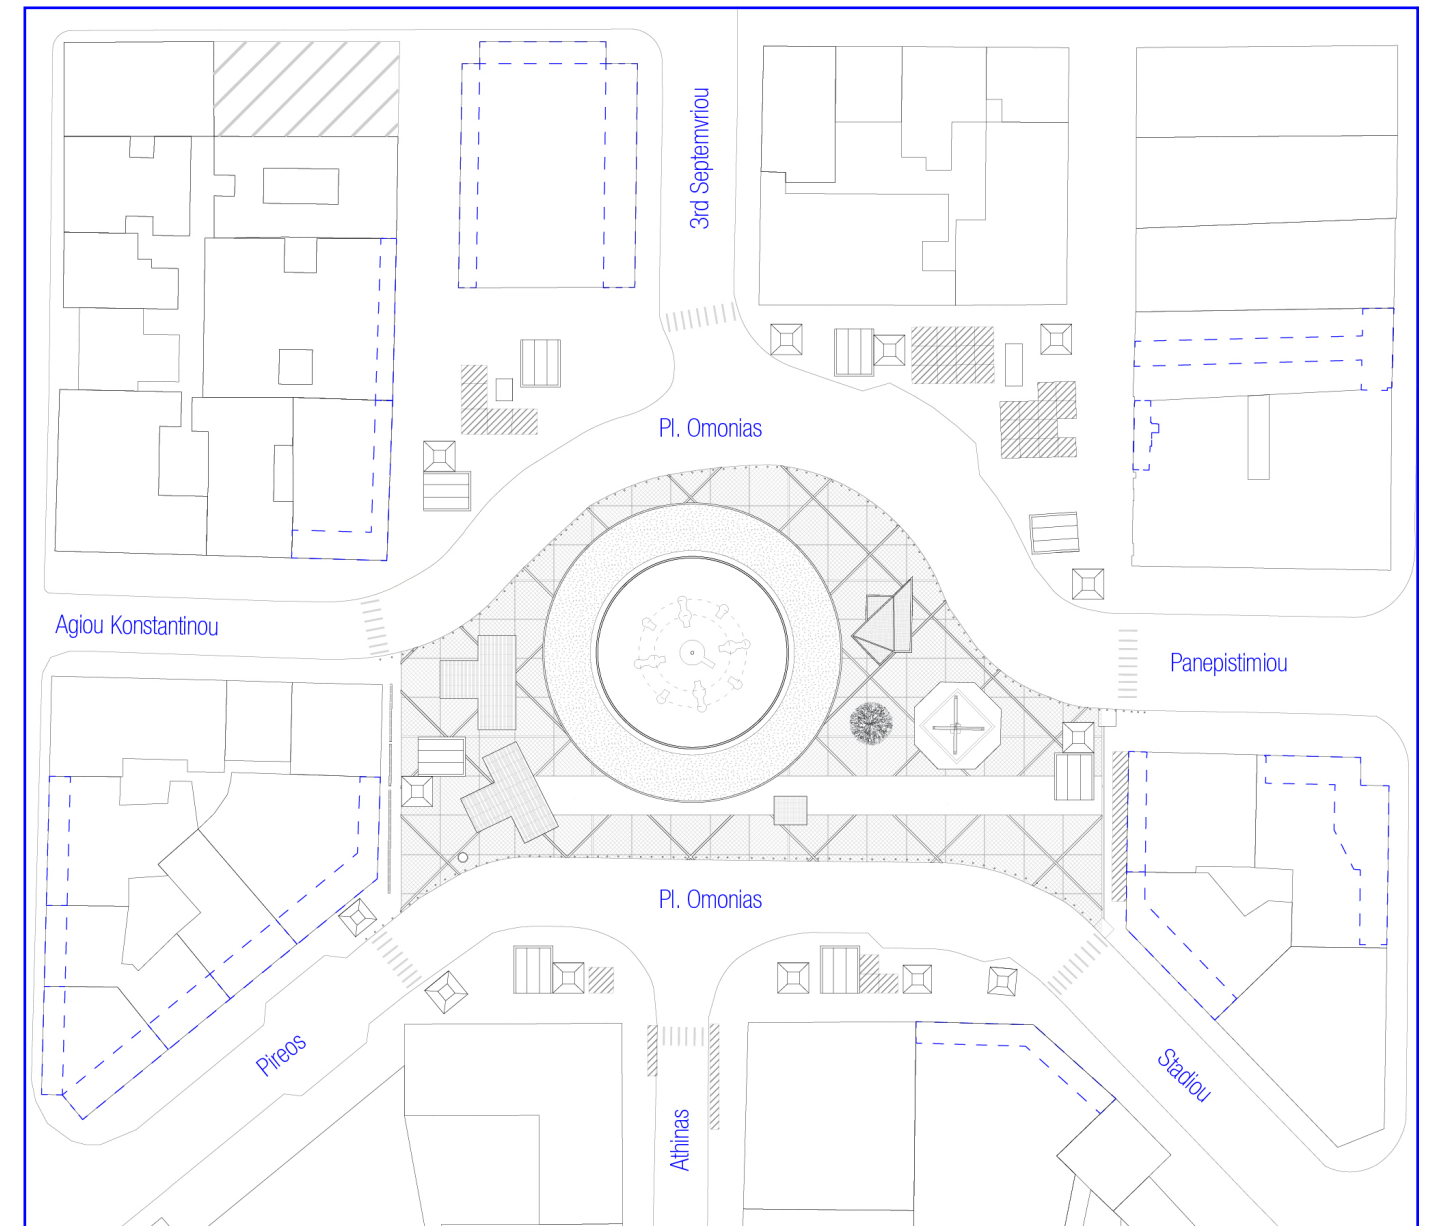 3rd Septemvriou
Pl. Omonias
Agiou Konstantinou
Panepistimiou
Pl. Omonias
Pireos
Stadiou
Athinas